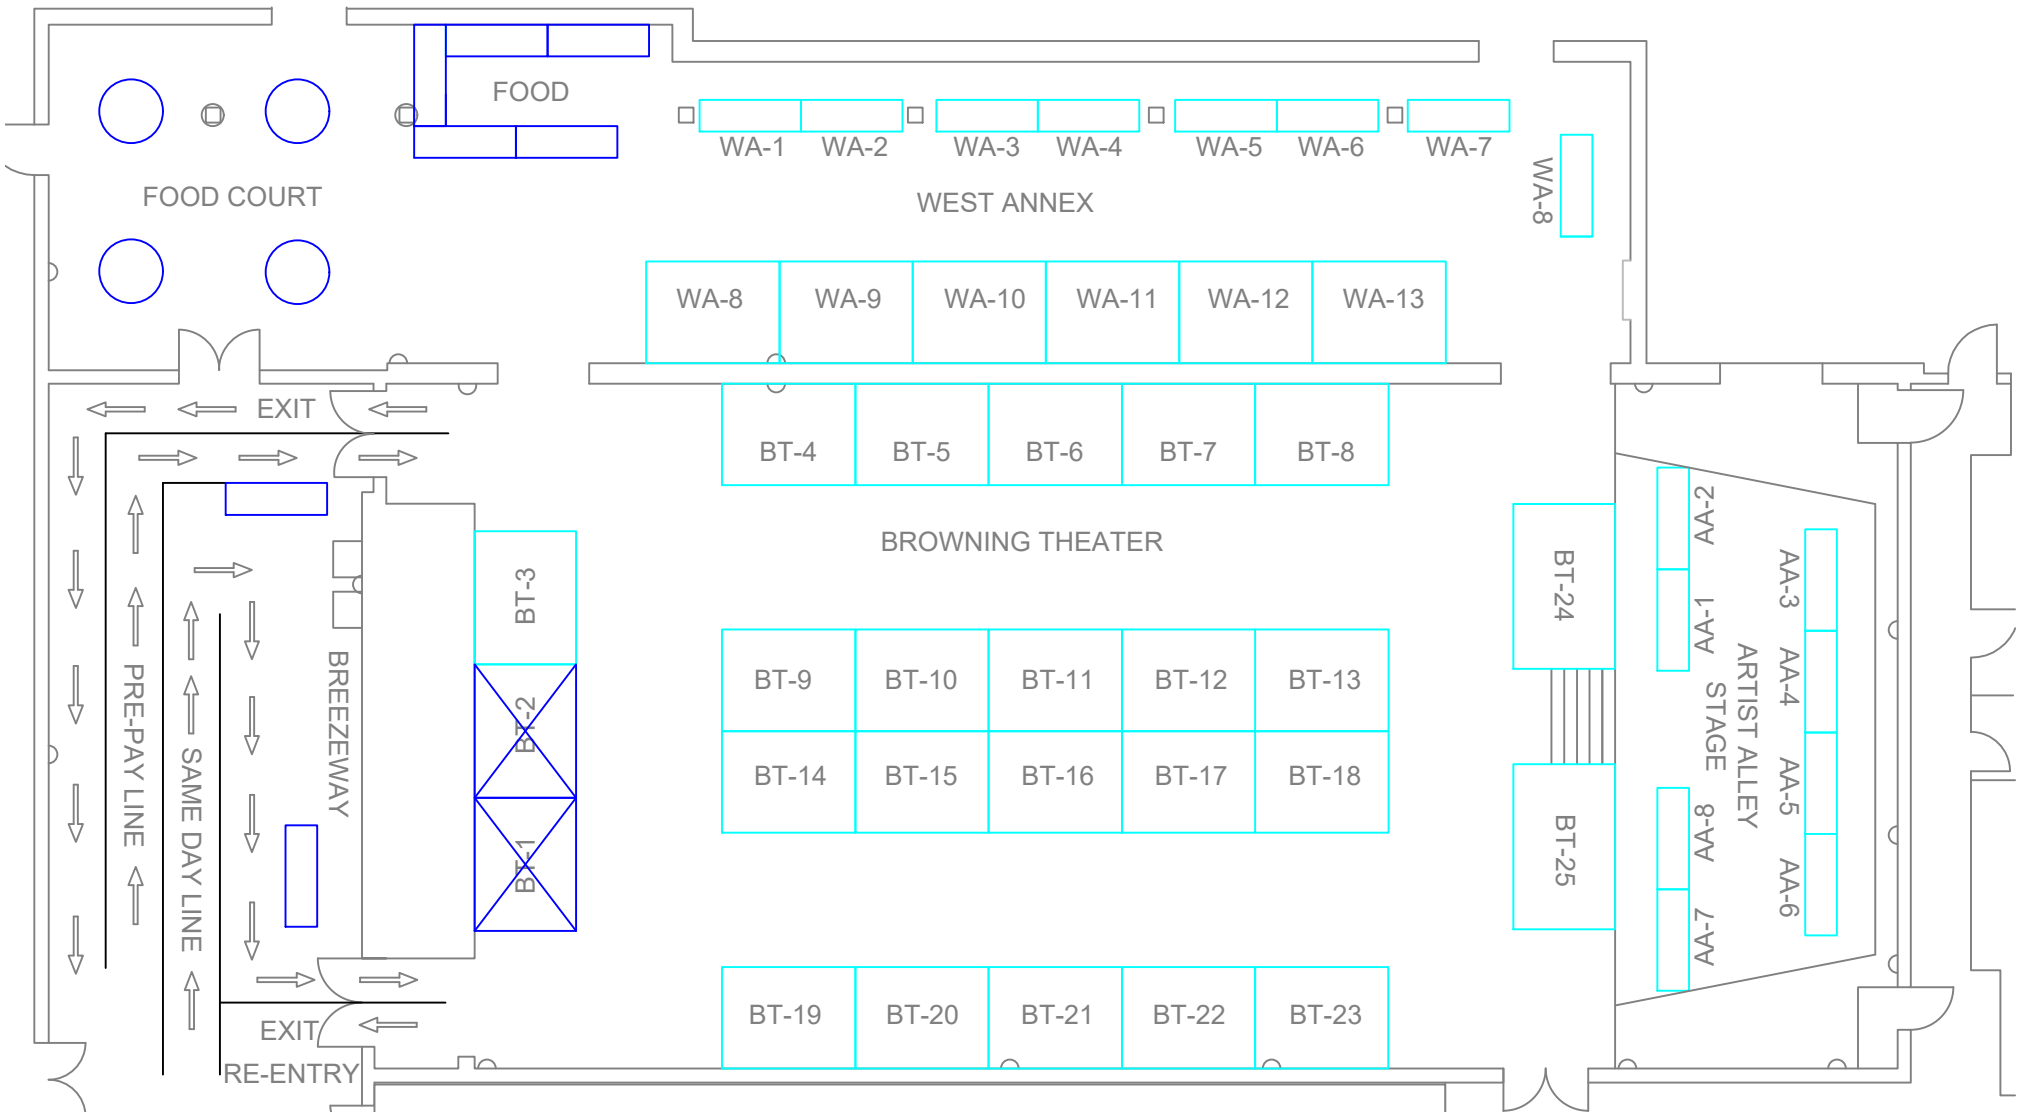 FOOD
WA-1
WA-2
WA-3
WA-4
WA-5
WA-6
WA-7
WA-8
FOOD COURT
WEST ANNEX
WA-8
WA-9
WA-10
WA-11
WA-12
WA-13
EXIT
BT-4
BT-5
BT-6
BT-7
BT-8
BROWNING THEATER
BT-3
BT-2
BT-1
BREEZEWAY
PRE-PAY LINE
SAME DAY LINE
BT-9
BT-10
BT-11
BT-12
BT-13
BT-14
BT-15
BT-16
BT-17
BT-18
BT-24
BT-25
AA-2
AA-1
AA-3
AA-4
AA-5
AA-6
ARTIST ALLEY
STAGE
AA-8
AA-7
BT-19
BT-20
BT-21
BT-22
BT-23
EXIT
RE-ENTRY